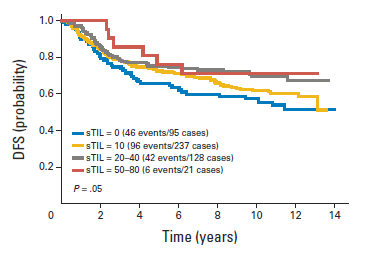 DFS (probability)
1.0
0.8
0.6
0.4
0.2
sTIL = 0 (46 events/95 cases)
sTIL = 10 (96 events/237 cases)
sTIL = 20–40 (42 events/128 cases)
sTIL = 50–80 (6 events/21 cases)
P = .05
0 2 4 6 8 10 12 14
Time (years)